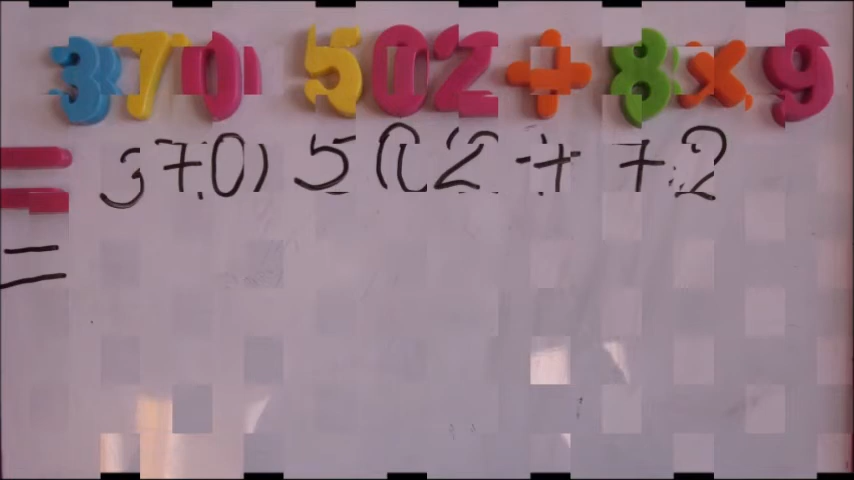 370 502 + 8 × 9
= 370 502 + 72
=